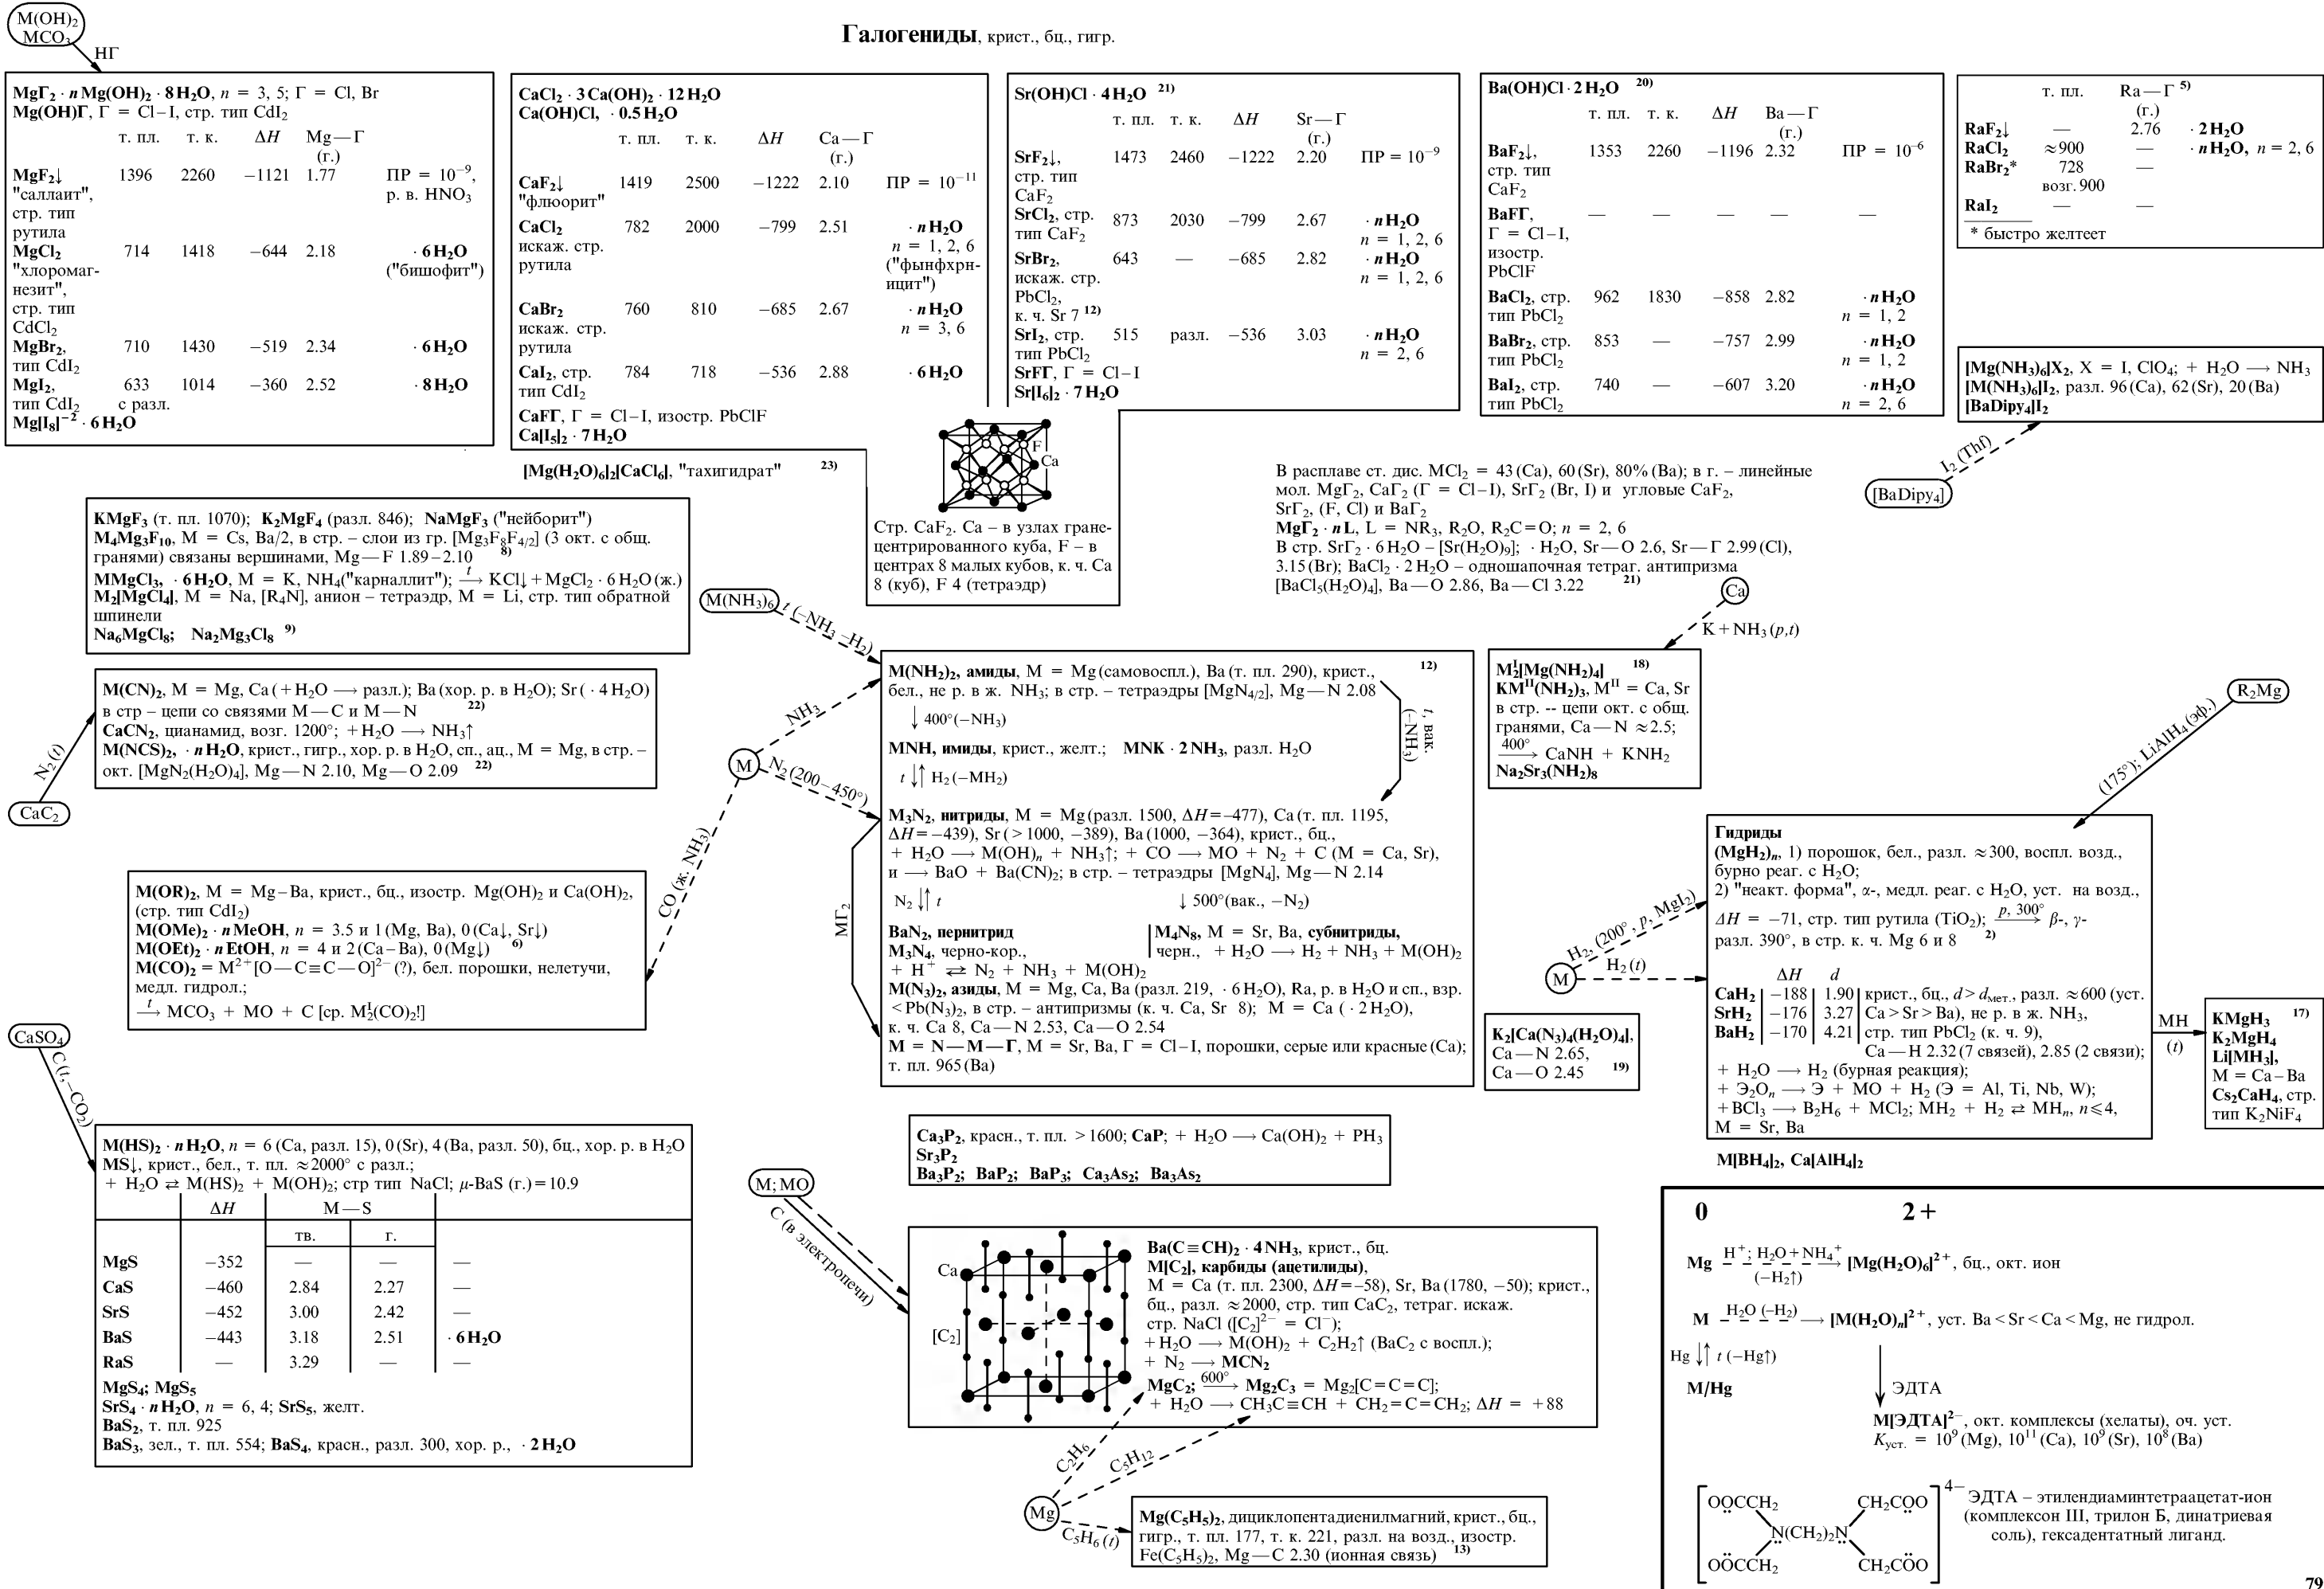 Галогениды, крист., бц., гигр.
M(OH)₂
MCO₃
НГ
MgГ₂ · n Mg(OH)₂ · 8H₂O, n = 3, 5; Г = Cl, Br
Mg(OH)Г, Г = Cl–I, стр. тип CdI₂
т. пл. т. к. ΔH Mg—Г
(г.)
MgF₂↓ 1396 2260 −1121 1.77 ПР = 10⁻⁹,
"саллаит", р. в. HNO₃
стр. тип
рутила
MgCl₂ 714 1418 −644 2.18 · 6H₂O
"хлоромаг- ("бишофит")
незит",
стр. тип
CdCl₂
MgBr₂, 710 1430 −519 2.34 · 6H₂O
тип CdI₂
MgI₂, 633 1014 −360 2.52 · 8H₂O
тип CdI₂ с разл.
Mg[I₈]⁻² · 6H₂O
CaCl₂ · 3Ca(OH)₂ · 12H₂O
Ca(OH)Cl, · 0.5H₂O
т. пл. т. к. ΔH Ca—Г
(г.)
CaF₂↓ 1419 2500 −1222 2.10 ПР = 10⁻¹¹
"флюорит"
CaCl₂ 782 2000 −799 2.51 · nH₂O
искаж. стр. n = 1, 2, 6
рутила ("фынфхрн-
ицит")
CaBr₂ 760 810 −685 2.67 · nH₂O
искаж. стр. n = 3, 6
рутила
CaI₂, стр. 784 718 −536 2.88 · 6H₂O
тип CdI₂
CaFГ, Г = Cl–I, изостр. PbClF
Ca[I₅]₂ · 7H₂O
Sr(OH)Cl · 4H₂O 21)
т. пл. т. к. ΔH Sr—Г
(г.)
SrF₂↓, 1473 2460 −1222 2.20 ПР = 10⁻⁹
стр. тип
CaF₂
SrCl₂, стр. 873 2030 −799 2.67 · nH₂O
тип CaF₂ n = 1, 2, 6
SrBr₂, 643 — −685 2.82 · nH₂O
искаж. стр. n = 1, 2, 6
PbCl₂,
к. ч. Sr 7 12)
SrI₂, стр. 515 разл. −536 3.03 · nH₂O
тип PbCl₂ n = 2, 6
SrFГ, Г = Cl–I
Sr[I₆]₂ · 7H₂O
Ba(OH)Cl · 2H₂O 20)
т. пл. т. к. ΔH Ba—Г
(г.)
BaF₂↓, 1353 2260 −1196 2.32 ПР = 10⁻⁶
стр. тип
CaF₂
BaFГ, — — — — —
Г = Cl–I,
изостр.
PbClF
BaCl₂, стр. 962 1830 −858 2.82 · nH₂O
тип PbCl₂ n = 1, 2
BaBr₂, стр. 853 — −757 2.99 · nH₂O
тип PbCl₂ n = 1, 2
BaI₂, стр. 740 — −607 3.20 · nH₂O
тип PbCl₂ n = 2, 6
т. пл. Ra—Г 5)
(г.)
RaF₂↓ — 2.76 · 2H₂O
RaCl₂ ≈900 — · nH₂O, n = 2, 6
RaBr₂* 728 —
возг. 900
RaI₂ — —
* быстро желтеет
[Mg(NH₃)₆]X₂, X = I, ClO₄; + H₂O → NH₃
[M(NH₃)₆]I₂, разл. 96(Ca), 62(Sr), 20(Ba)
[BaDipy₄]I₂
I₂ (Thf)
[BaDipy₄]
[Mg(H₂O)₆]₂[CaCl₆], "тахигидрат" 23)
F
Ca
Стр. CaF₂. Ca – в узлах гране-
центрированного куба, F – в
центрах 8 малых кубов, к. ч. Ca
8 (куб), F 4 (тетраэдр)
В расплаве ст. дис. MCl₂ = 43(Ca), 60(Sr), 80% (Ba); в г. – линейные
мол. MgГ₂, CaГ₂ (Г = Cl–I), SrГ₂ (Br, I) и угловые CaF₂,
SrГ₂, (F, Cl) и BaГ₂
MgГ₂ · nL, L = NR₃, R₂O, R₂C=O; n = 2, 6
В стр. SrГ₂ · 6H₂O – [Sr(H₂O)₉]; · H₂O, Sr—O 2.6, Sr—Г 2.99(Cl),
3.15(Br); BaCl₂ · 2H₂O – одношапочная тетраг. антипризма
[BaCl₅(H₂O)₄], Ba—O 2.86, Ba—Cl 3.22 21)
KMgF₃ (т. пл. 1070); K₂MgF₄ (разл. 846); NaMgF₃ ("нейборит")
M₄Mg₃F₁₀, M = Cs, Ba/2, в стр. – слои из гр. [Mg₃F₈F₄/₂] (3 окт. с общ.
гранями) связаны вершинами, Mg—F 1.89–2.10 8)
MMgCl₃, · 6H₂O, M = K, NH₄("карналлит"); t→ KCl↓+MgCl₂ · 6H₂O(ж.)
M₂[MgCl₄], M = Na, [R₄N], анион – тетраэдр, M = Li, стр. тип обратной
шпинели
Na₆MgCl₈; Na₂Mg₃Cl₈ 9)
M(NH₃)₆
t (−NH₃ −H₂)
Ca
K+NH₃(p,t)
M(CN)₂, M = Mg, Ca(+H₂O → разл.); Ba(хор. р. в H₂O); Sr( · 4H₂O)
в стр – цепи со связями M—C и M—N 22)
CaCN₂, цианамид, возг. 1200°; +H₂O → NH₃↑
M(NCS)₂, · nH₂O, крист., гигр., хор. р. в H₂O, сп., ац., M = Mg, в стр. –
окт. [MgN₂(H₂O)₄], Mg—N 2.10, Mg—O 2.09 22)
N₂(t)
CaC₂
M
NH₃
N₂(200–450°)
CO (ж. NH₃)
MГ₂
M(NH₂)₂, амиды, M = Mg(самовоспл.), Ba(т. пл. 290), крист., 12)
бел., не р. в ж. NH₃; в стр. – тетраэдры [MgN₄/₂], Mg—N 2.08
↓ 400°(−NH₃)
t, вак.
(−NH₃)
MNH, имиды, крист., желт.; MNK · 2NH₃, разл. H₂O
t ↓↑ H₂(−MH₂)
M₃N₂, нитриды, M = Mg(разл. 1500, ΔH=−477), Ca(т. пл. 1195,
ΔH=−439), Sr(>1000, −389), Ba(1000, −364), крист., бц.,
+ H₂O → M(OH)ₙ + NH₃↑; + CO → MO + N₂ + C (M = Ca, Sr),
и → BaO + Ba(CN)₂; в стр. – тетраэдры [MgN₄], Mg—N 2.14
N₂ ↓↑ t ↓ 500°(вак., −N₂)
BaN₂, пернитрид M₄N₈, M = Sr, Ba, субнитриды,
M₃N₄, черно-кор., черн., + H₂O → H₂ + NH₃ + M(OH)₂
+ H⁺ ⇄ N₂ + NH₃ + M(OH)₂
M(N₃)₂, азиды, M = Mg, Ca, Ba (разл. 219, · 6H₂O), Ra, р. в H₂O и сп., взр.
<Pb(N₃)₂, в стр. – антипризмы (к. ч. Ca, Sr 8); M = Ca ( · 2H₂O),
к. ч. Ca 8, Ca—N 2.53, Ca—O 2.54
M = N—M—Г, M = Sr, Ba, Г = Cl–I, порошки, серые или красные(Ca);
т. пл. 965(Ba)
M₂ᴵ[Mg(NH₂)₄] 18)
KMᴵᴵ(NH₂)₃, Mᴵᴵ = Ca, Sr
в стр. -- цепи окт. с общ.
гранями, Ca—N ≈2.5;
400°→ CaNH + KNH₂
Na₂Sr₃(NH₂)₈
R₂Mg
(175°); LiAlH₄(эф.)
M(OR)₂, M = Mg–Ba, крист., бц., изостр. Mg(OH)₂ и Ca(OH)₂,
(стр. тип CdI₂)
M(OMe)₂ · nMeOH, n = 3.5 и 1(Mg, Ba), 0(Ca↓, Sr↓)
M(OEt)₂ · nEtOH, n = 4 и 2(Ca–Ba), 0(Mg↓) 6)
M(CO)₂ = M²⁺[O—C≡C—O]²⁻(?), бел. порошки, нелетучи,
медл. гидрол.;
t→ MCO₃ + MO + C [ср. M₂ᴵ(CO)₂!]
Гидриды
(MgH₂)ₙ, 1) порошок, бел., разл. ≈300, воспл. возд.,
бурно реаг. с H₂O;
2) "неакт. форма", α-, медл. реаг. с H₂O, уст. на возд.,
ΔH = −71, стр. тип рутила (TiO₂); p, 300°→ β-, γ-
разл. 390°, в стр. к. ч. Mg 6 и 8 2)
ΔH d
CaH₂ −188 1.90 крист., бц., d>dмет., разл. ≈600 (уст.
SrH₂ −176 3.27 Ca>Sr>Ba), не р. в ж. NH₃,
BaH₂ −170 4.21 стр. тип PbCl₂ (к. ч. 9),
Ca—H 2.32(7 связей), 2.85 (2 связи);
+ H₂O → H₂ (бурная реакция);
+ Э₂Oₙ → Э + MO + H₂ (Э = Al, Ti, Nb, W);
+BCl₃ → B₂H₆ + MCl₂; MH₂ + H₂ ⇄ MHₙ, n⩽4,
M = Sr, Ba
M[BH₄]₂, Ca[AlH₄]₂
M
H₂, (200°, p, MgI₂)
H₂(t)
MH
(t)
KMgH₃ 17)
K₂MgH₄
Li[MH₃],
M = Ca–Ba
Cs₂CaH₄, стр.
тип K₂NiF₄
K₂[Ca(N₃)₄(H₂O)₄],
Ca—N 2.65,
Ca—O 2.45 19)
CaSO₄
C(t,−CO₂)
M(HS)₂ · nH₂O, n = 6(Ca, разл. 15), 0(Sr), 4(Ba, разл. 50), бц., хор. р. в H₂O
MS↓, крист., бел., т. пл. ≈2000° с разл.;
+ H₂O ⇄ M(HS)₂ + M(OH)₂; стр тип NaCl; μ-BaS (г.)=10.9
ΔH M—S
тв. г.
MgS −352 — — —
CaS −460 2.84 2.27 —
SrS −452 3.00 2.42 —
BaS −443 3.18 2.51 · 6H₂O
RaS — 3.29 — —
MgS₄; MgS₅
SrS₄ · nH₂O, n = 6, 4; SrS₅, желт.
BaS₂, т. пл. 925
BaS₃, зел., т. пл. 554; BaS₄, красн., разл. 300, хор. р., · 2H₂O
Ca₃P₂, красн., т. пл. >1600; CaP; + H₂O → Ca(OH)₂ + PH₃
Sr₃P₂
Ba₃P₂; BaP₂; BaP₃; Ca₃As₂; Ba₃As₂
M; MO
C (в электропечи)
Ca
[C₂]
Ba(C≡CH)₂ · 4NH₃, крист., бц.
M[C₂], карбиды (ацетилиды),
M = Ca (т. пл. 2300, ΔH=−58), Sr, Ba(1780, −50); крист.,
бц., разл. ≈2000, стр. тип CaC₂, тетраг. искаж.
стр. NaCl ([C₂]²⁻ = Cl⁻);
+H₂O → M(OH)₂ + C₂H₂↑ (BaC₂ с воспл.);
+ N₂ → MCN₂
MgC₂; 600°→ Mg₂C₃ = Mg₂[C=C=C];
+ H₂O → CH₃C≡CH + CH₂=C=CH₂; ΔH = +88
C₂H₆
C₅H₁₂
Mg
C₅H₆(t)
Mg(C₅H₅)₂, дициклопентадиенилмагний, крист., бц.,
гигр., т. пл. 177, т. к. 221, разл. на возд., изостр.
Fe(C₅H₅)₂, Mg—C 2.30 (ионная связь) 13)
0 2+
Mg H⁺; H₂O+NH₄⁺ (−H₂↑) → [Mg(H₂O)₆]²⁺, бц., окт. ион
M H₂O (−H₂) → [M(H₂O)ₙ]²⁺, уст. Ba<Sr<Ca<Mg, не гидрол.
Hg ↓↑ t (−Hg↑)
M/Hg
ЭДТА
M[ЭДТА]²⁻, окт. комплексы (хелаты), оч. уст.
Kуст. = 10⁹(Mg), 10¹¹(Ca), 10⁹(Sr), 10⁸(Ba)
OOCCH₂ CH₂COO 4−
N(CH₂)₂N
OOCCH₂ CH₂COO
ЭДТА – этилендиаминтетраацетат-ион
(комплексон III, трилон Б, динатриевая
соль), гексадентатный лиганд.
79